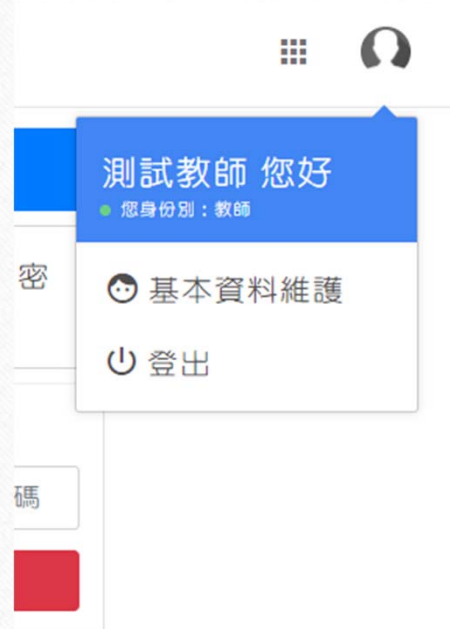 測試教師 您好
您身份別：教師
密
基本資料維護
登出
碼